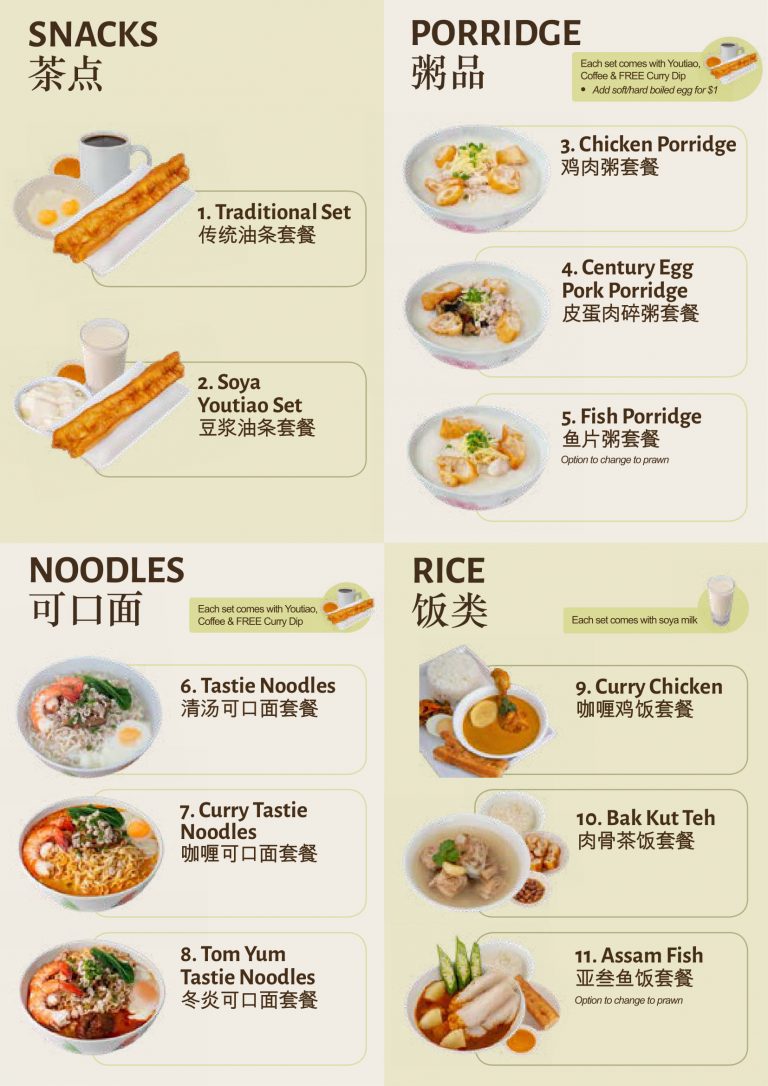 SNACKS
茶点
1. Traditional Set
传统油条套餐
2. Soya
Youtiao Set
豆浆油条套餐
PORRIDGE
粥品
Each set comes with Youtiao,
Coffee & FREE Curry Dip
• Add soft/hard boiled egg for $1
3. Chicken Porridge
鸡肉粥套餐
4. Century Egg
Pork Porridge
皮蛋肉碎粥套餐
5. Fish Porridge
鱼片粥套餐
Option to change to prawn
NOODLES
可口面
Each set comes with Youtiao,
Coffee & FREE Curry Dip
6. Tastie Noodles
清汤可口面套餐
7. Curry Tastie
Noodles
咖喱可口面套餐
8. Tom Yum
Tastie Noodles
冬炎可口面套餐
RICE
饭类
Each set comes with soya milk
9. Curry Chicken
咖喱鸡饭套餐
10. Bak Kut Teh
肉骨茶饭套餐
11. Assam Fish
亚叁鱼饭套餐
Option to change to prawn